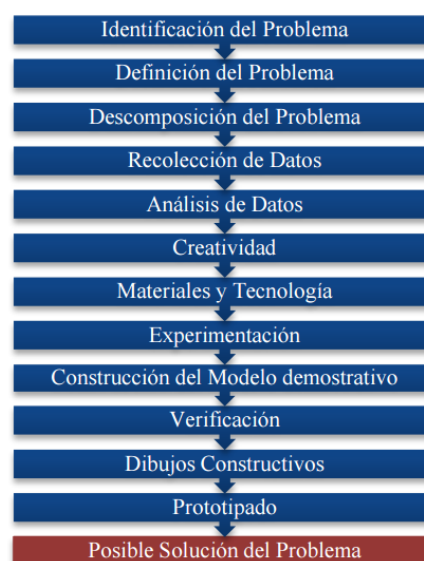 Identificación del Problema
Definición del Problema
Descomposición del Problema
Recolección de Datos
Análisis de Datos
Creatividad
Materiales y Tecnología
Experimentación
Construcción del Modelo demostrativo
Verificación
Dibujos Constructivos
Prototipado
Posible Solución del Problema